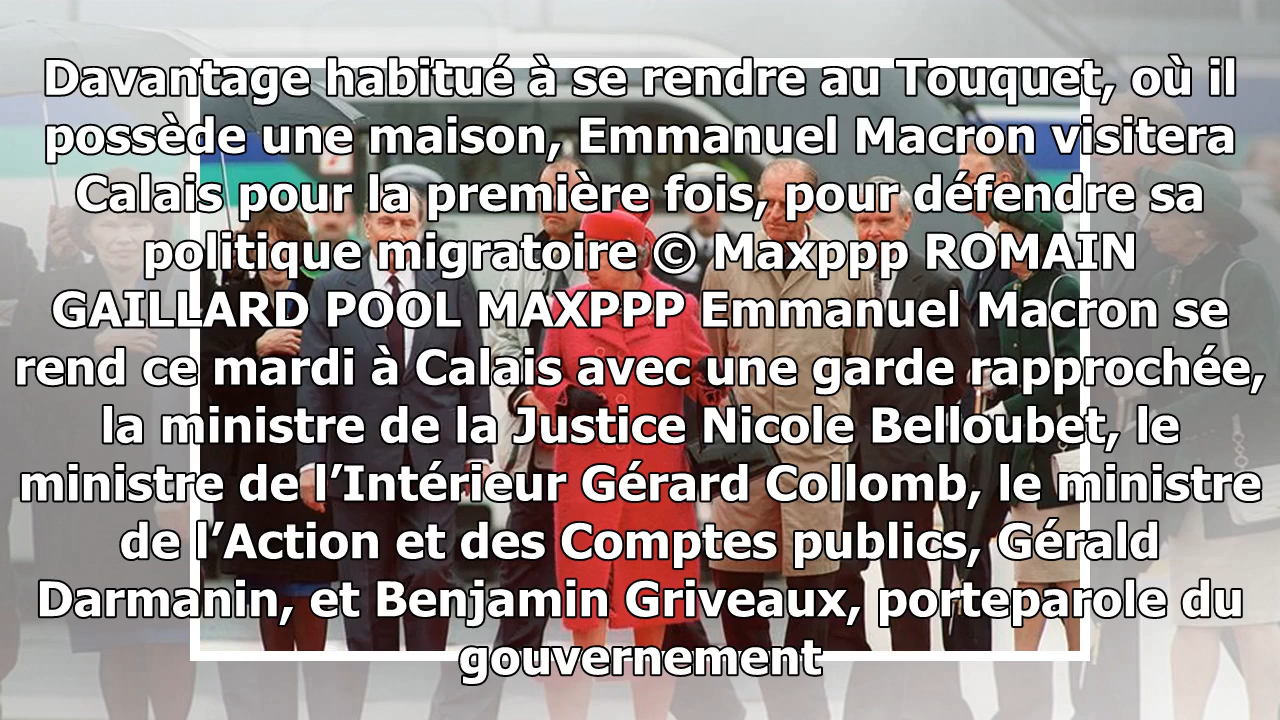 Davantage habitué à se rendre au Touquet, où il
possède une maison, Emmanuel Macron visitera
Calais pour la première fois, pour défendre sa
politique migratoire © Maxppp ROMAIN
GAILLARD POOL MAXPPP Emmanuel Macron se
rend ce mardi à Calais avec une garde rapprochée,
la ministre de la Justice Nicole Belloubet, le
ministre de l’Intérieur Gérard Collomb, le ministre
de l’Action et des Comptes publics, Gérald
Darmanin, et Benjamin Griveaux, porteparole du
gouvernement